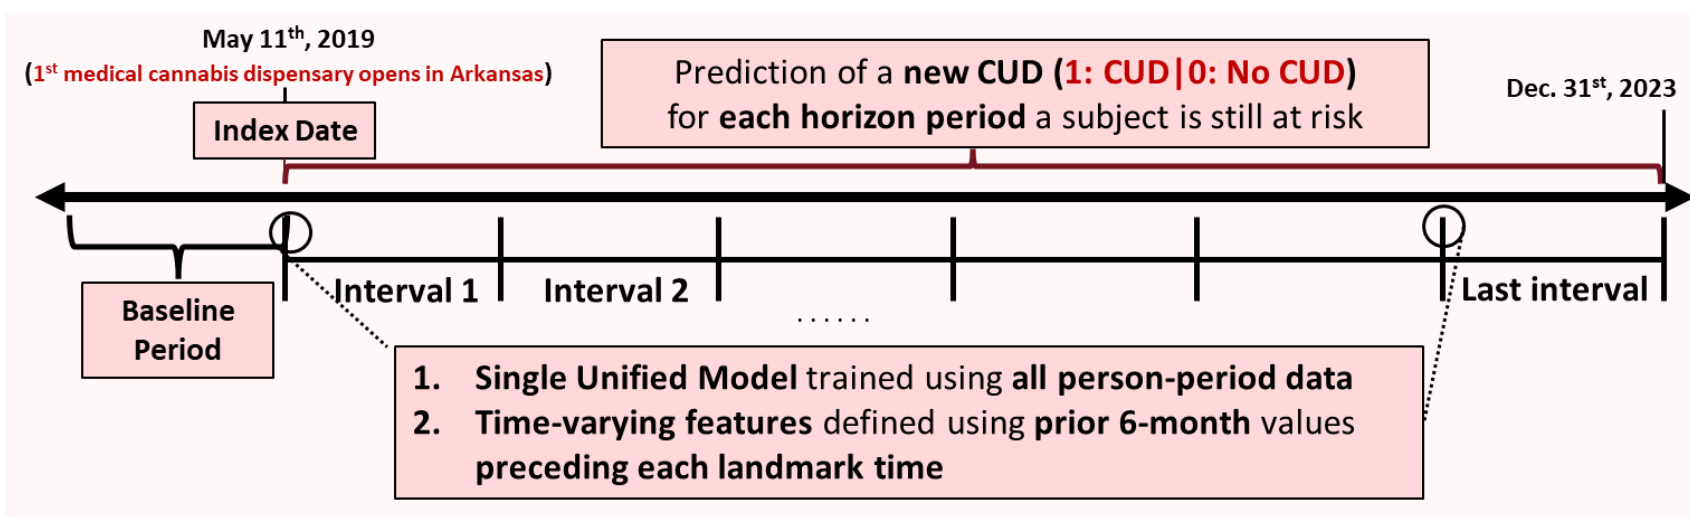 May 11th, 2019
(1st medical cannabis dispensary opens in Arkansas)
Index Date
Prediction of a new CUD (1: CUD|0: No CUD)
for each horizon period a subject is still at risk
Dec. 31st, 2023
Baseline
Period
Interval 1
Interval 2
......
Last interval
1. Single Unified Model trained using all person-period data
2. Time-varying features defined using prior 6-month values
preceding each landmark time